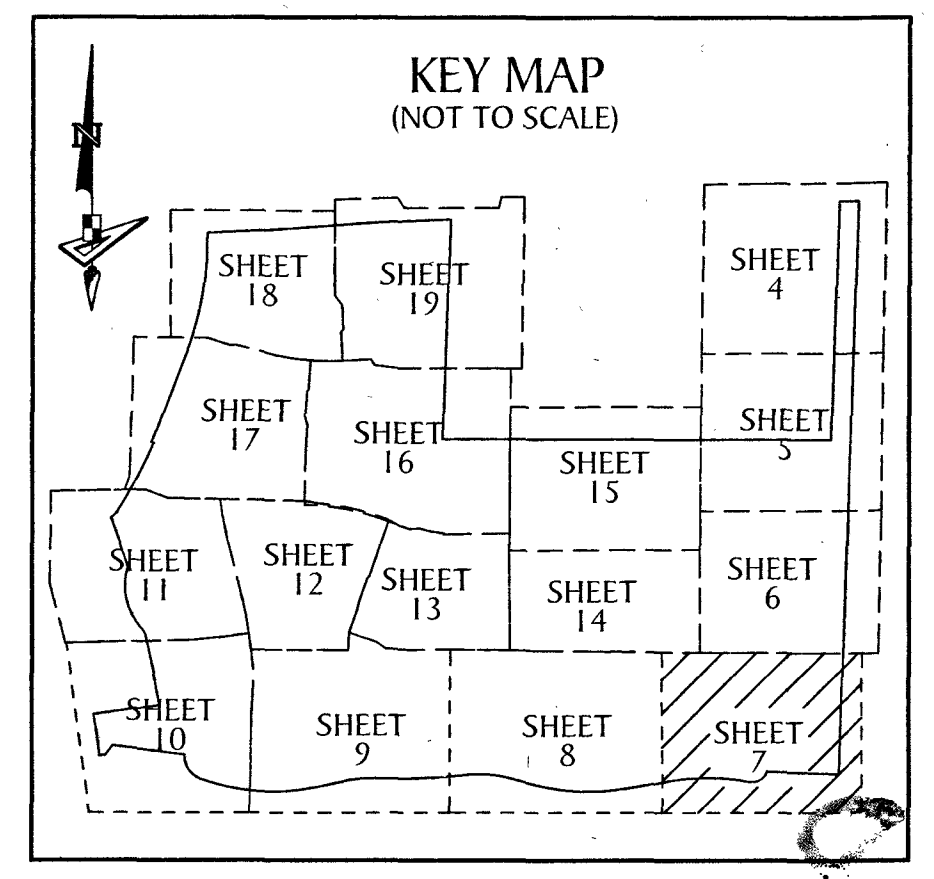 KEY MAP
(NOT TO SCALE)
N
SHEET
4
SHEET
18
SHEET
19
SHEET
17
SHEET
16
SHEET
15
SHEET
5
SHEET
11
SHEET
12
SHEET
13
SHEET
14
SHEET
6
SHEET
10
SHEET
9
SHEET
8
SHEET
7